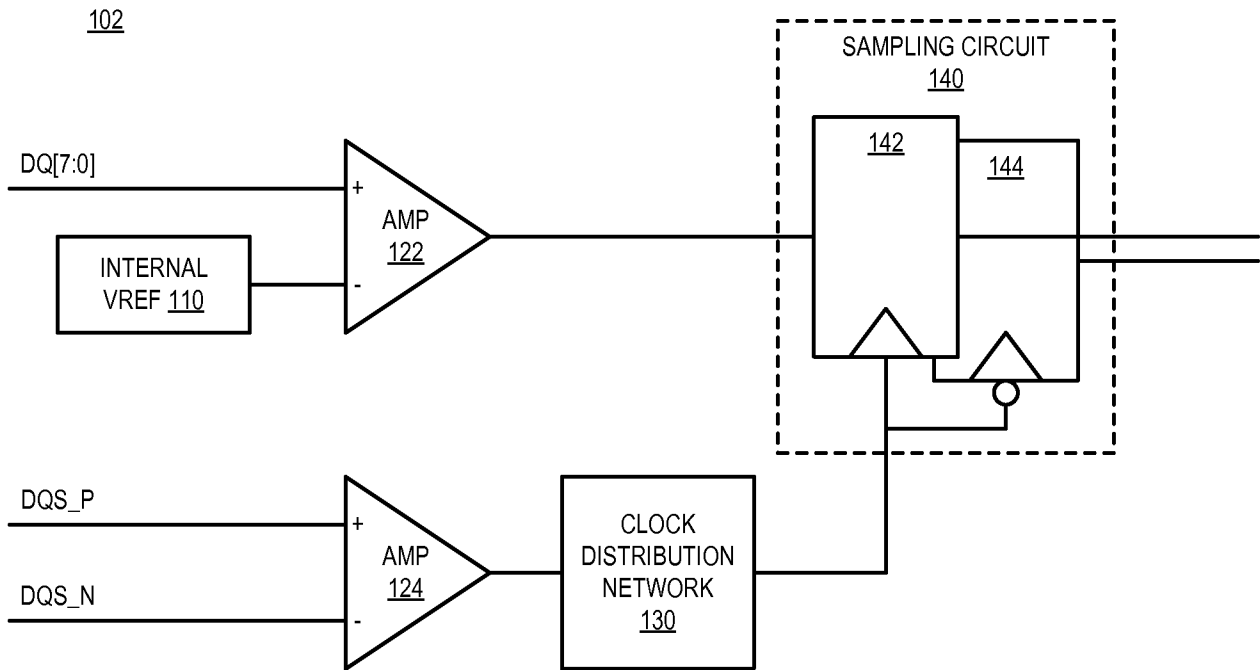 102
SAMPLING CIRCUIT
140
DQ[7:0]
+
AMP
122
-
INTERNAL
VREF 110
142
144
DQS_P
+
AMP
124
DQS_N
-
CLOCK
DISTRIBUTION
NETWORK
130